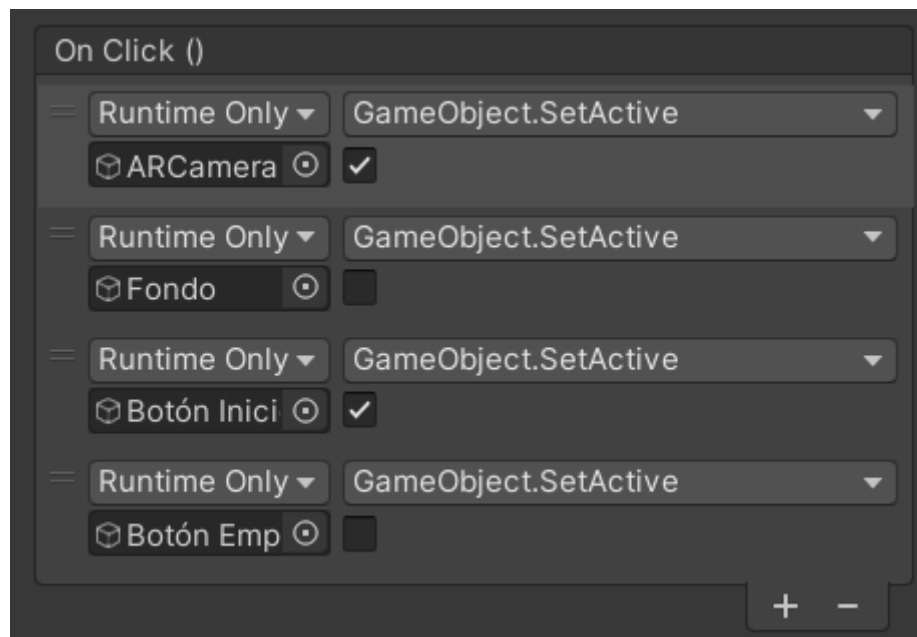 On Click ()
Runtime Only GameObject.SetActive
ARCamera
Runtime Only GameObject.SetActive
Fondo
Runtime Only GameObject.SetActive
Botón Inici
Runtime Only GameObject.SetActive
Botón Emp
+ −